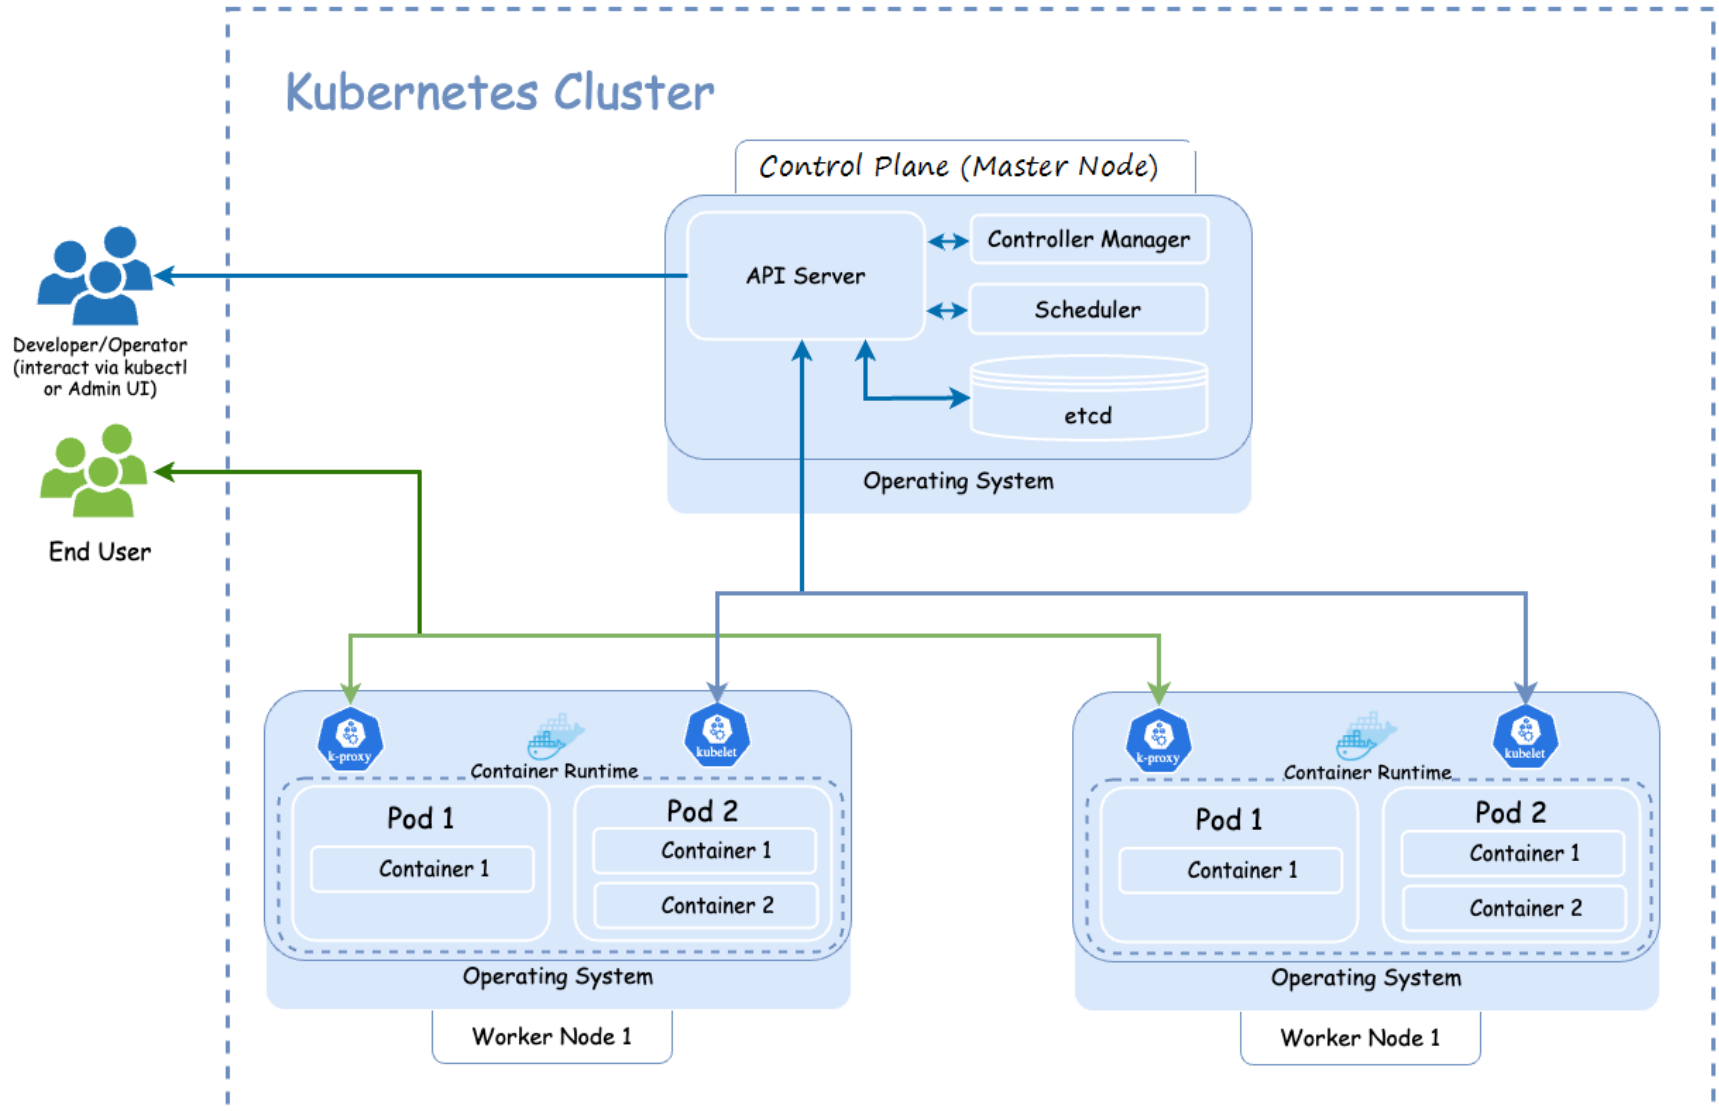 Kubernetes Cluster
Control Plane (Master Node)
API Server
Controller Manager
Scheduler
etcd
Operating System
Developer/Operator
(interact via kubectl
or Admin UI)
End User
k-proxy
Container Runtime
kubelet
Pod 1
Container 1
Pod 2
Container 1
Container 2
Operating System
Worker Node 1
k-proxy
Container Runtime
kubelet
Pod 1
Container 1
Pod 2
Container 1
Container 2
Operating System
Worker Node 1